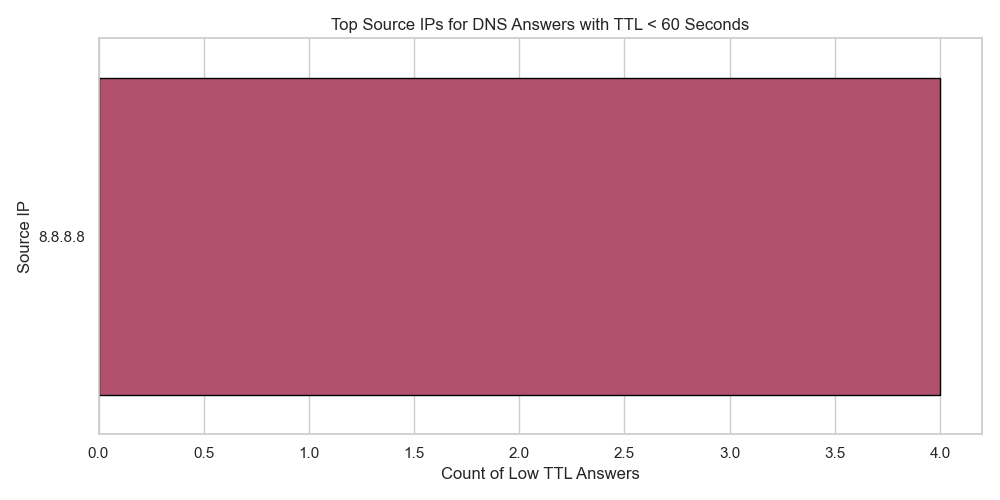 Top Source IPs for DNS Answers with TTL < 60 Seconds
Source IP
8.8.8.8
0.0 0.5 1.0 1.5 2.0 2.5 3.0 3.5 4.0
Count of Low TTL Answers